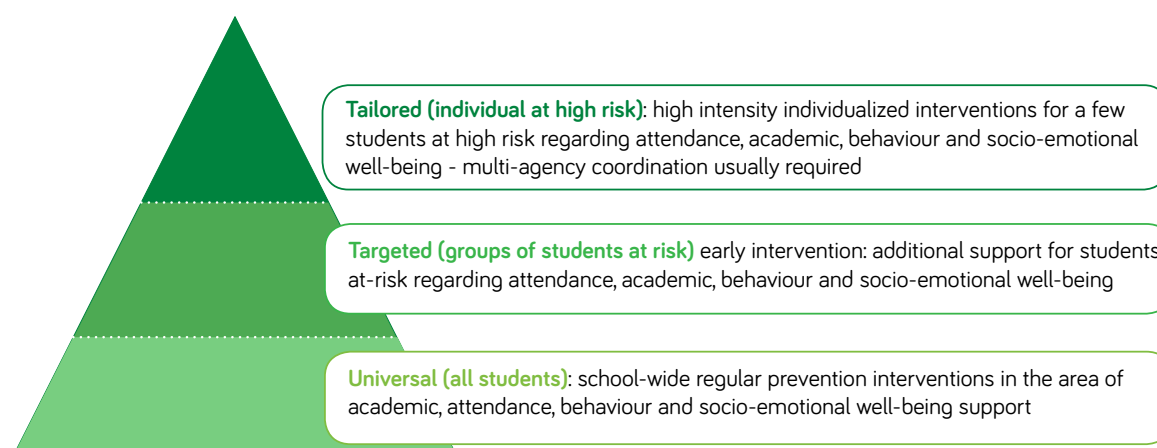 Tailored (individual at high risk): high intensity individualized interventions for a few
students at high risk regarding attendance, academic, behaviour and socio-emotional
well-being - multi-agency coordination usually required
Targeted (groups of students at risk) early intervention: additional support for students
at-risk regarding attendance, academic, behaviour and socio-emotional well-being
Universal (all students): school-wide regular prevention interventions in the area of
academic, attendance, behaviour and socio-emotional well-being support